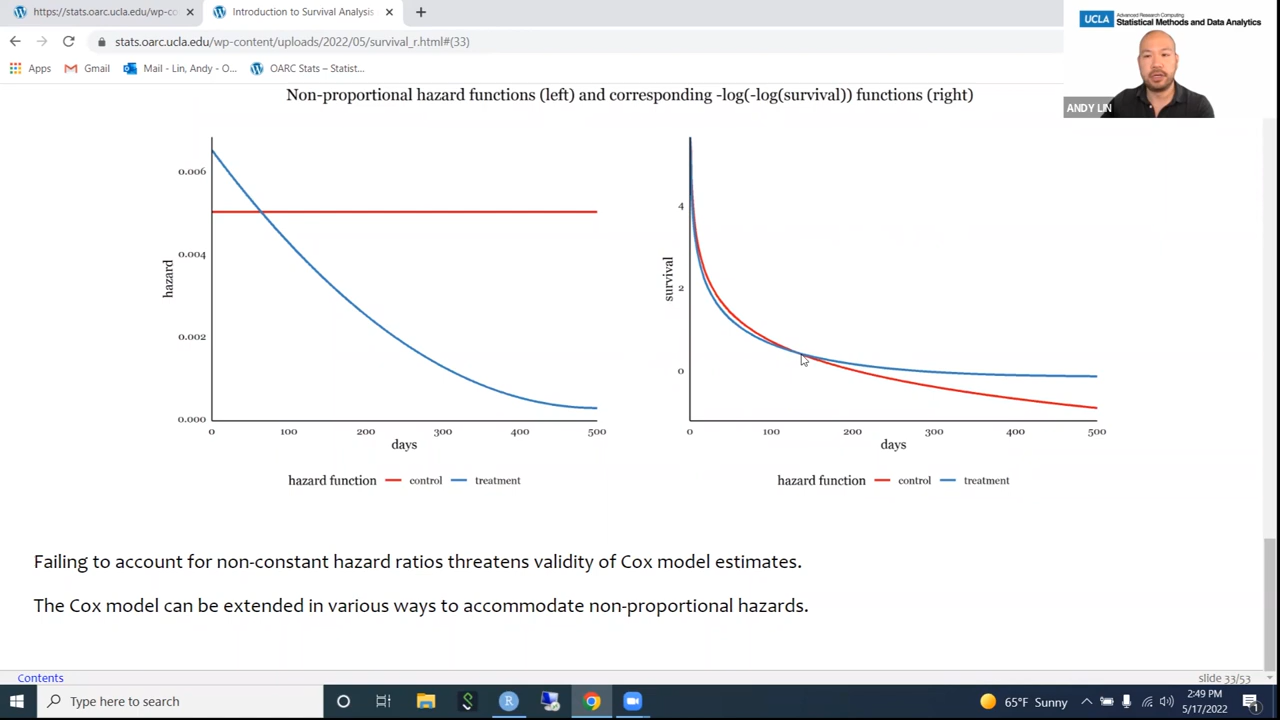 https://stats.oarc.ucla.edu/wp-co
Introduction to Survival Analysis
stats.oarc.ucla.edu/wp-content/uploads/2022/05/survival_r.html#(33)
Apps
Gmail
Mail - Lin, Andy - O...
OARC Stats – Statist...
UCLA
Advanced Research Computing
Statistical Methods and Data Analytics
ANDY LIN
Non-proportional hazard functions (left) and corresponding -log(-log(survival)) functions (right)
0.006
0.004
0.002
0.000
hazard
0 100 200 300 400 500
days
hazard function control treatment
4
2
0
survival
0 100 200 300 400 500
days
hazard function control treatment
Failing to account for non-constant hazard ratios threatens validity of Cox model estimates.
The Cox model can be extended in various ways to accommodate non-proportional hazards.
Contents
slide 33/53
Type here to search
S
R
65°F Sunny
2:49 PM
5/17/2022
1